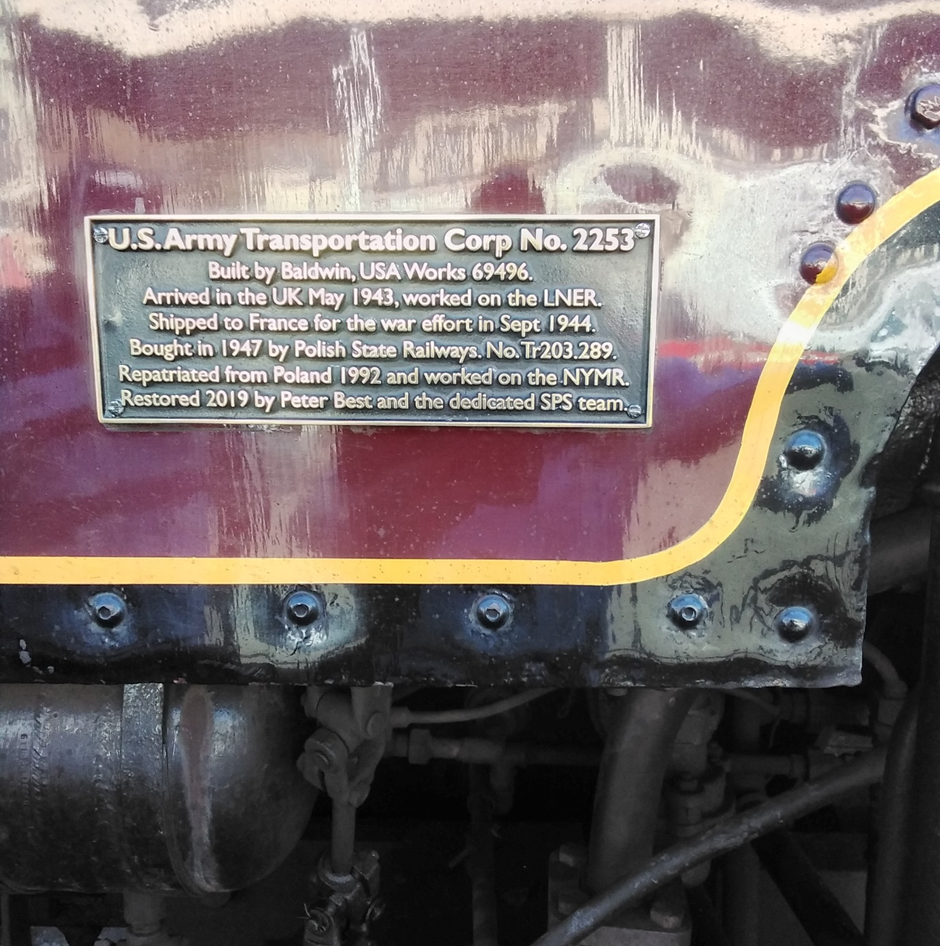 U.S. Army Transportation Corp No. 2253
Built by Baldwin, USA Works 69496.
Arrived in the UK May 1943, worked on the LNER.
Shipped to France for the war effort in Sept 1944.
Bought in 1947 by Polish State Railways. No. Tr203.289.
Repatriated from Poland 1992 and worked on the NYMR.
Restored 2019 by Peter Best and the dedicated SPS team.